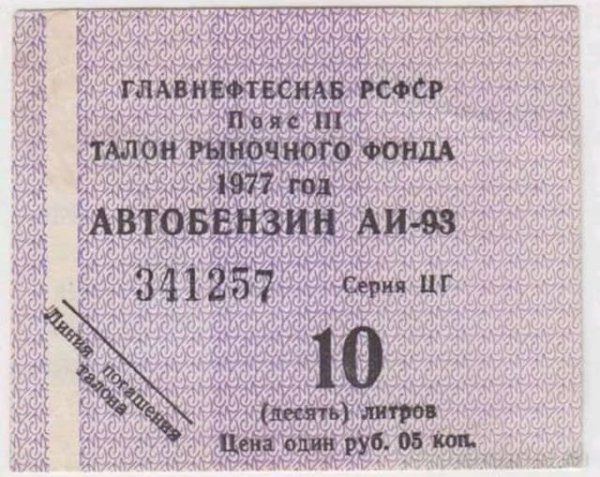 ГЛАВНЕФТЕСНАБ РСФСР
Пояс III
ТАЛОН РЫНОЧНОГО ФОНДА
1977 год
АВТОБЕНЗИН АИ-93
341257 Серия ЦГ
Линия погашения
талона
10
(десять) литров
Цена один руб. 05 коп.